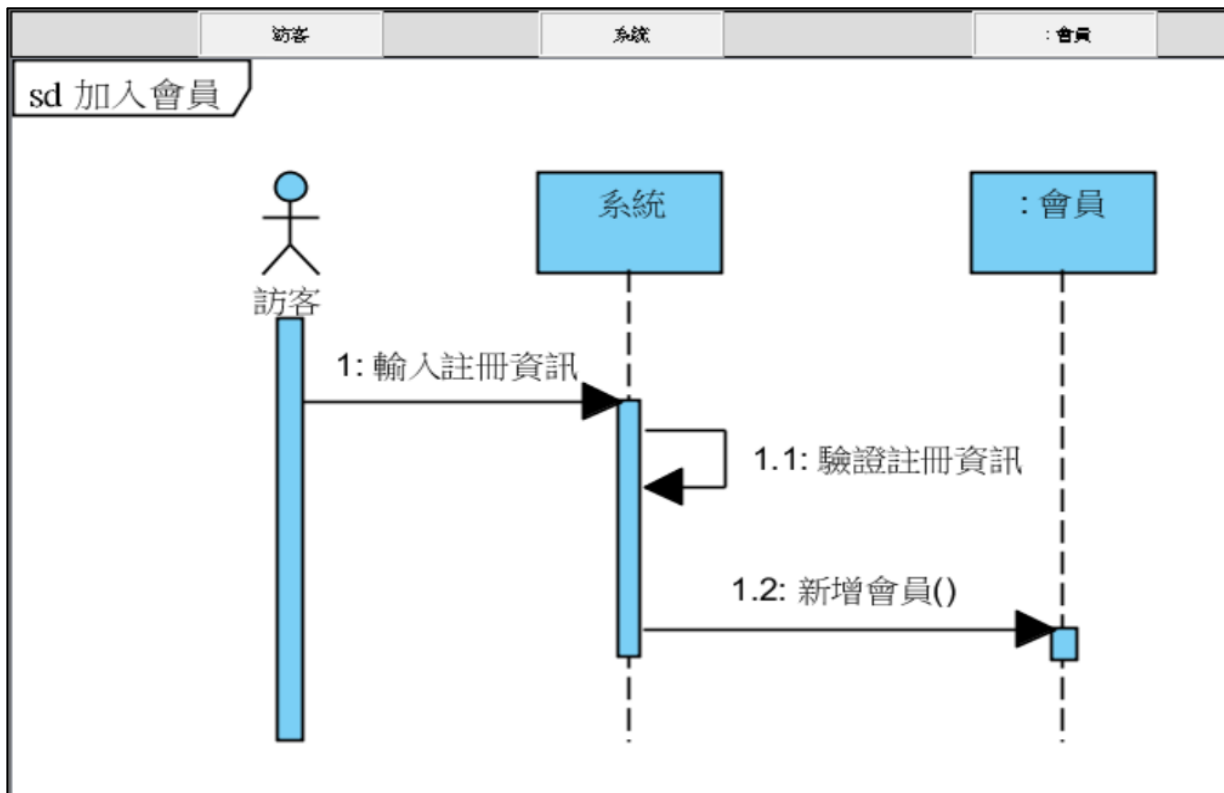 訪客
系統
: 會員
sd 加入會員
系統
: 會員
訪客
1: 輸入註冊資訊
1.1: 驗證註冊資訊
1.2: 新增會員()